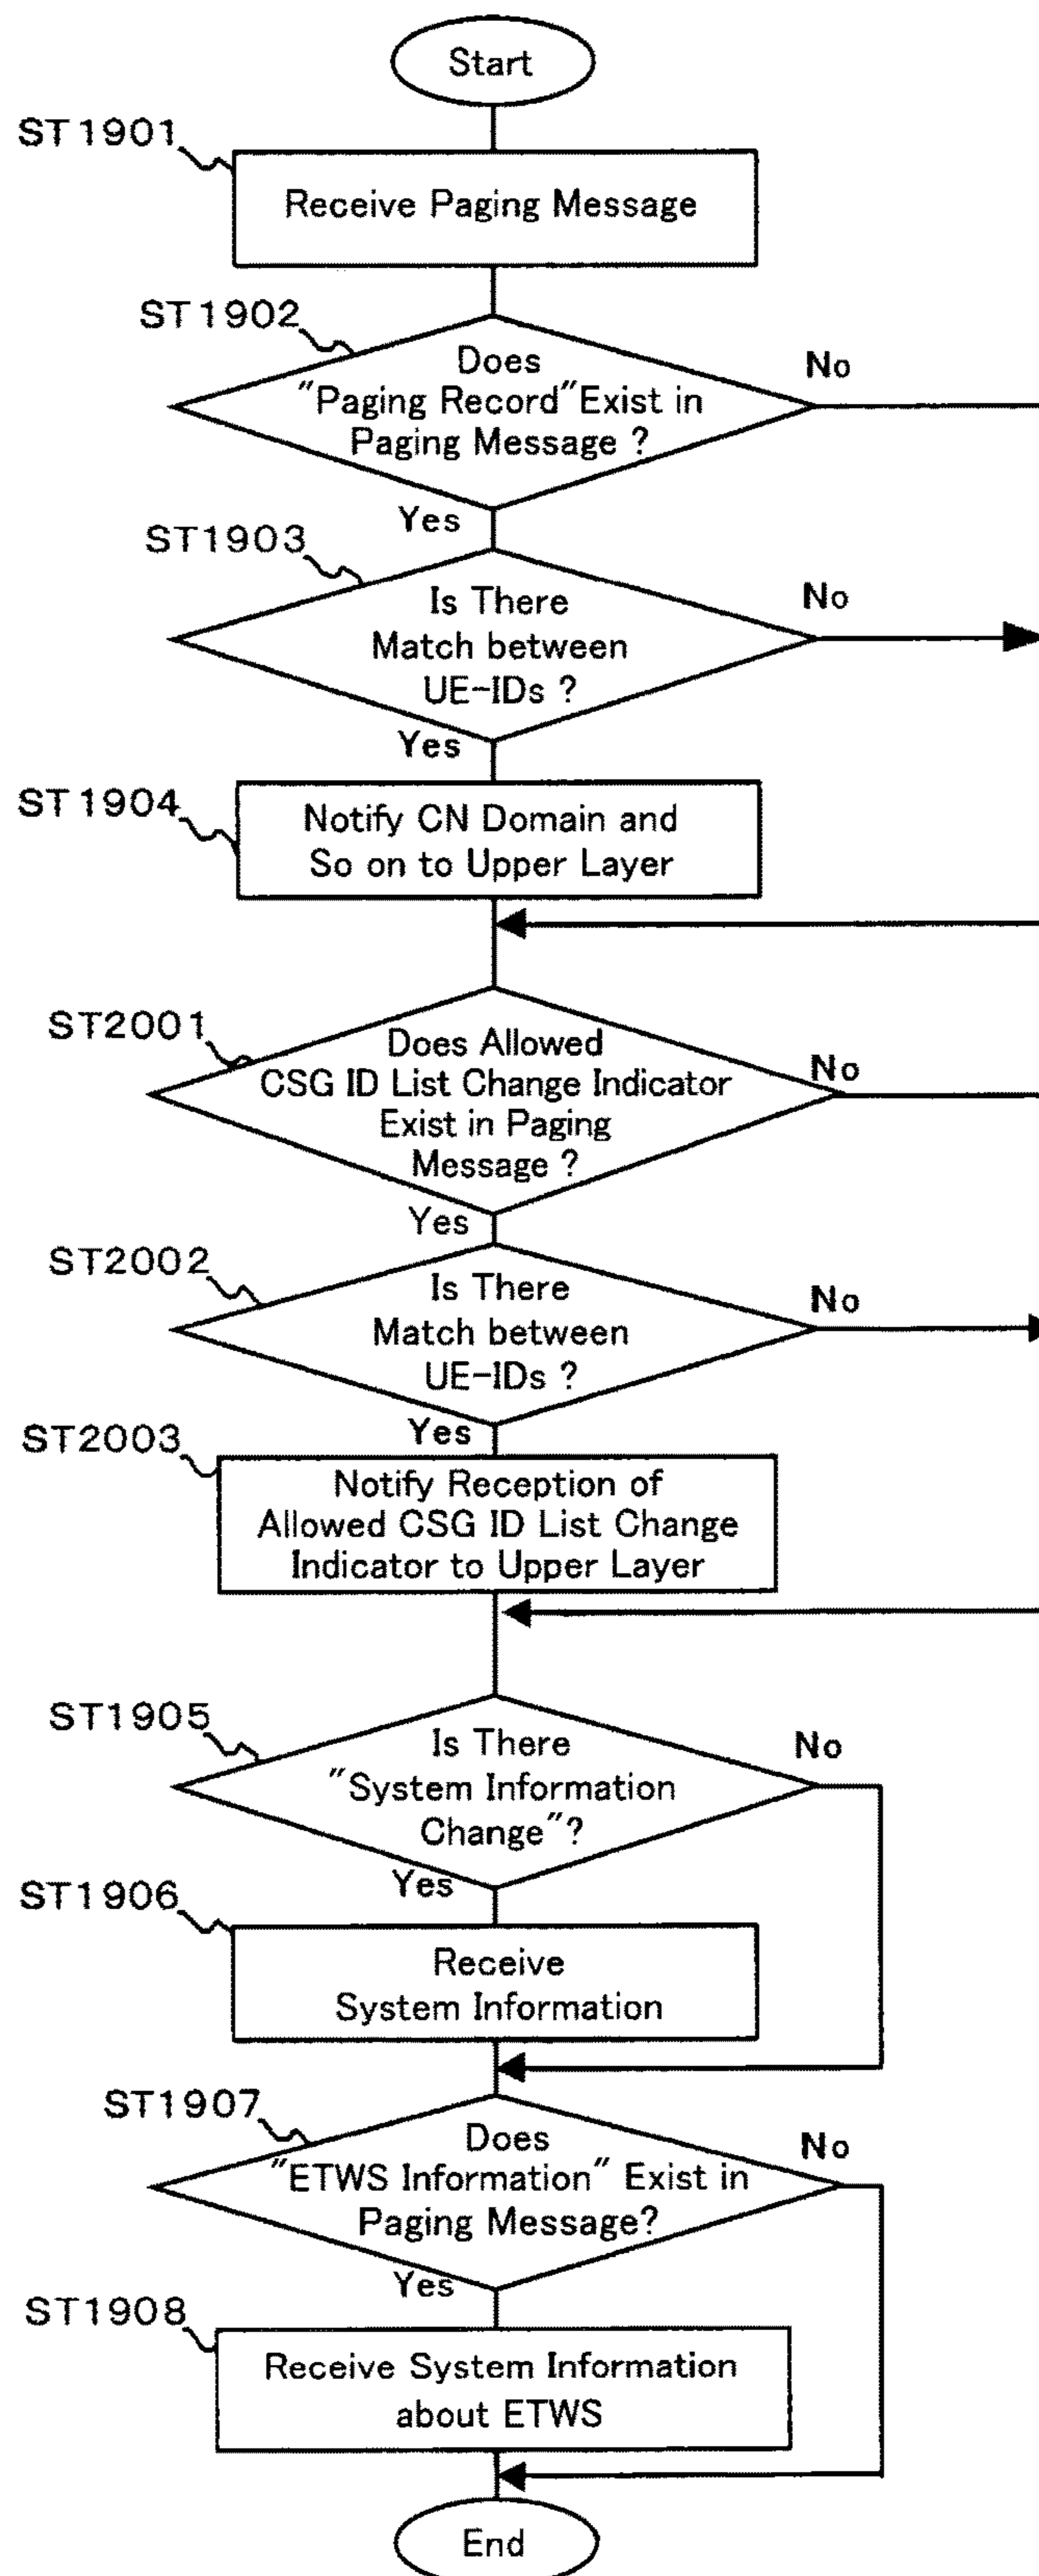 Start
ST1901
Receive Paging Message
ST1902
Does
"Paging Record"Exist in
Paging Message ?
No
Yes
ST1903
Is There
Match between
UE-IDs ?
No
Yes
ST1904
Notify CN Domain and
So on to Upper Layer
ST2001
Does Allowed
CSG ID List Change Indicator
Exist in Paging
Message ?
No
Yes
ST2002
Is There
Match between
UE-IDs ?
No
Yes
ST2003
Notify Reception of
Allowed CSG ID List Change
Indicator to Upper Layer
ST1905
Is There
"System Information
Change"?
No
Yes
ST1906
Receive
System Information
ST1907
Does
"ETWS Information" Exist in
Paging Message?
No
Yes
ST1908
Receive System Information
about ETWS
End